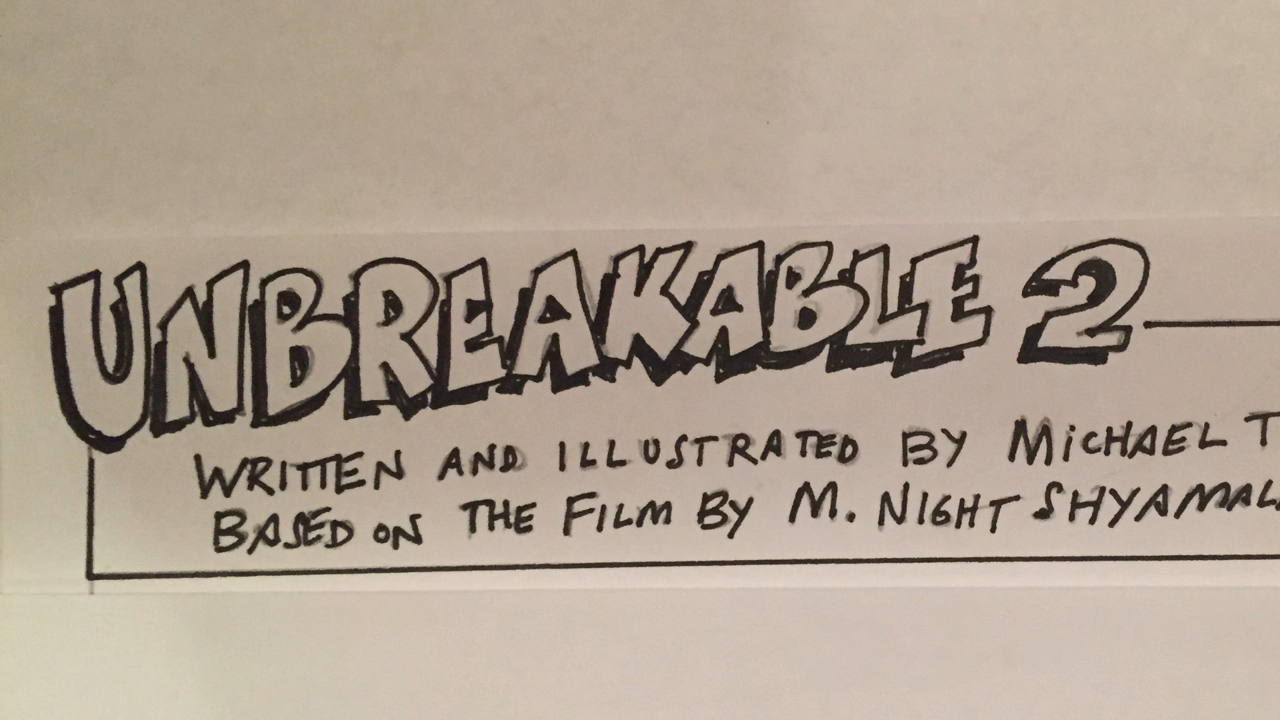 UNBREAKABLE 2
WRITTEN AND ILLUSTRATED BY MiCHAEL T
BASED ON THE FiLM BY M. NIGHT SHYAMAL